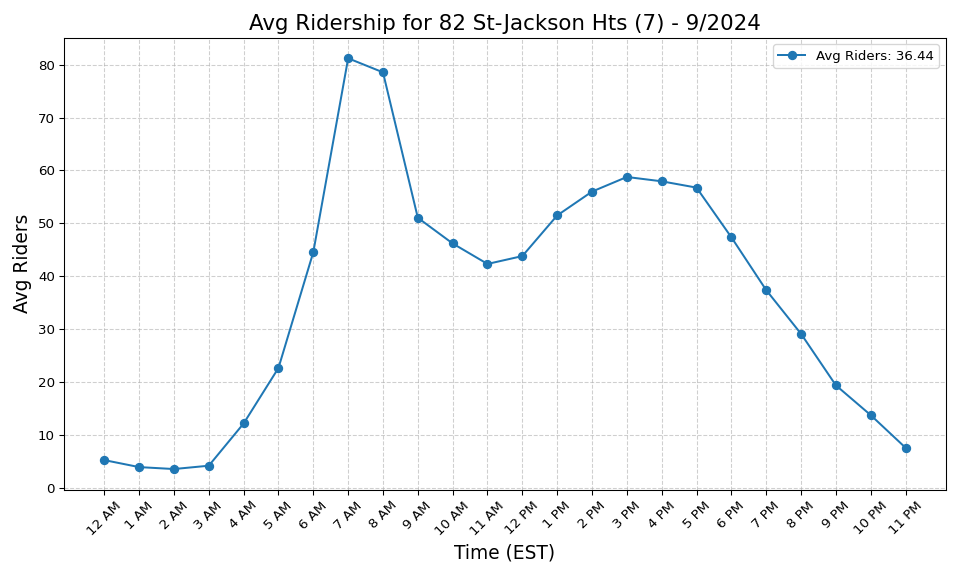 Avg Ridership for 82 St-Jackson Hts (7) - 9/2024
Avg Riders: 36.44
Avg Riders
80
70
60
50
40
30
20
10
0
12 AM
1 AM
2 AM
3 AM
4 AM
5 AM
6 AM
7 AM
8 AM
9 AM
10 AM
11 AM
12 PM
1 PM
2 PM
3 PM
4 PM
5 PM
6 PM
7 PM
8 PM
9 PM
10 PM
11 PM
Time (EST)